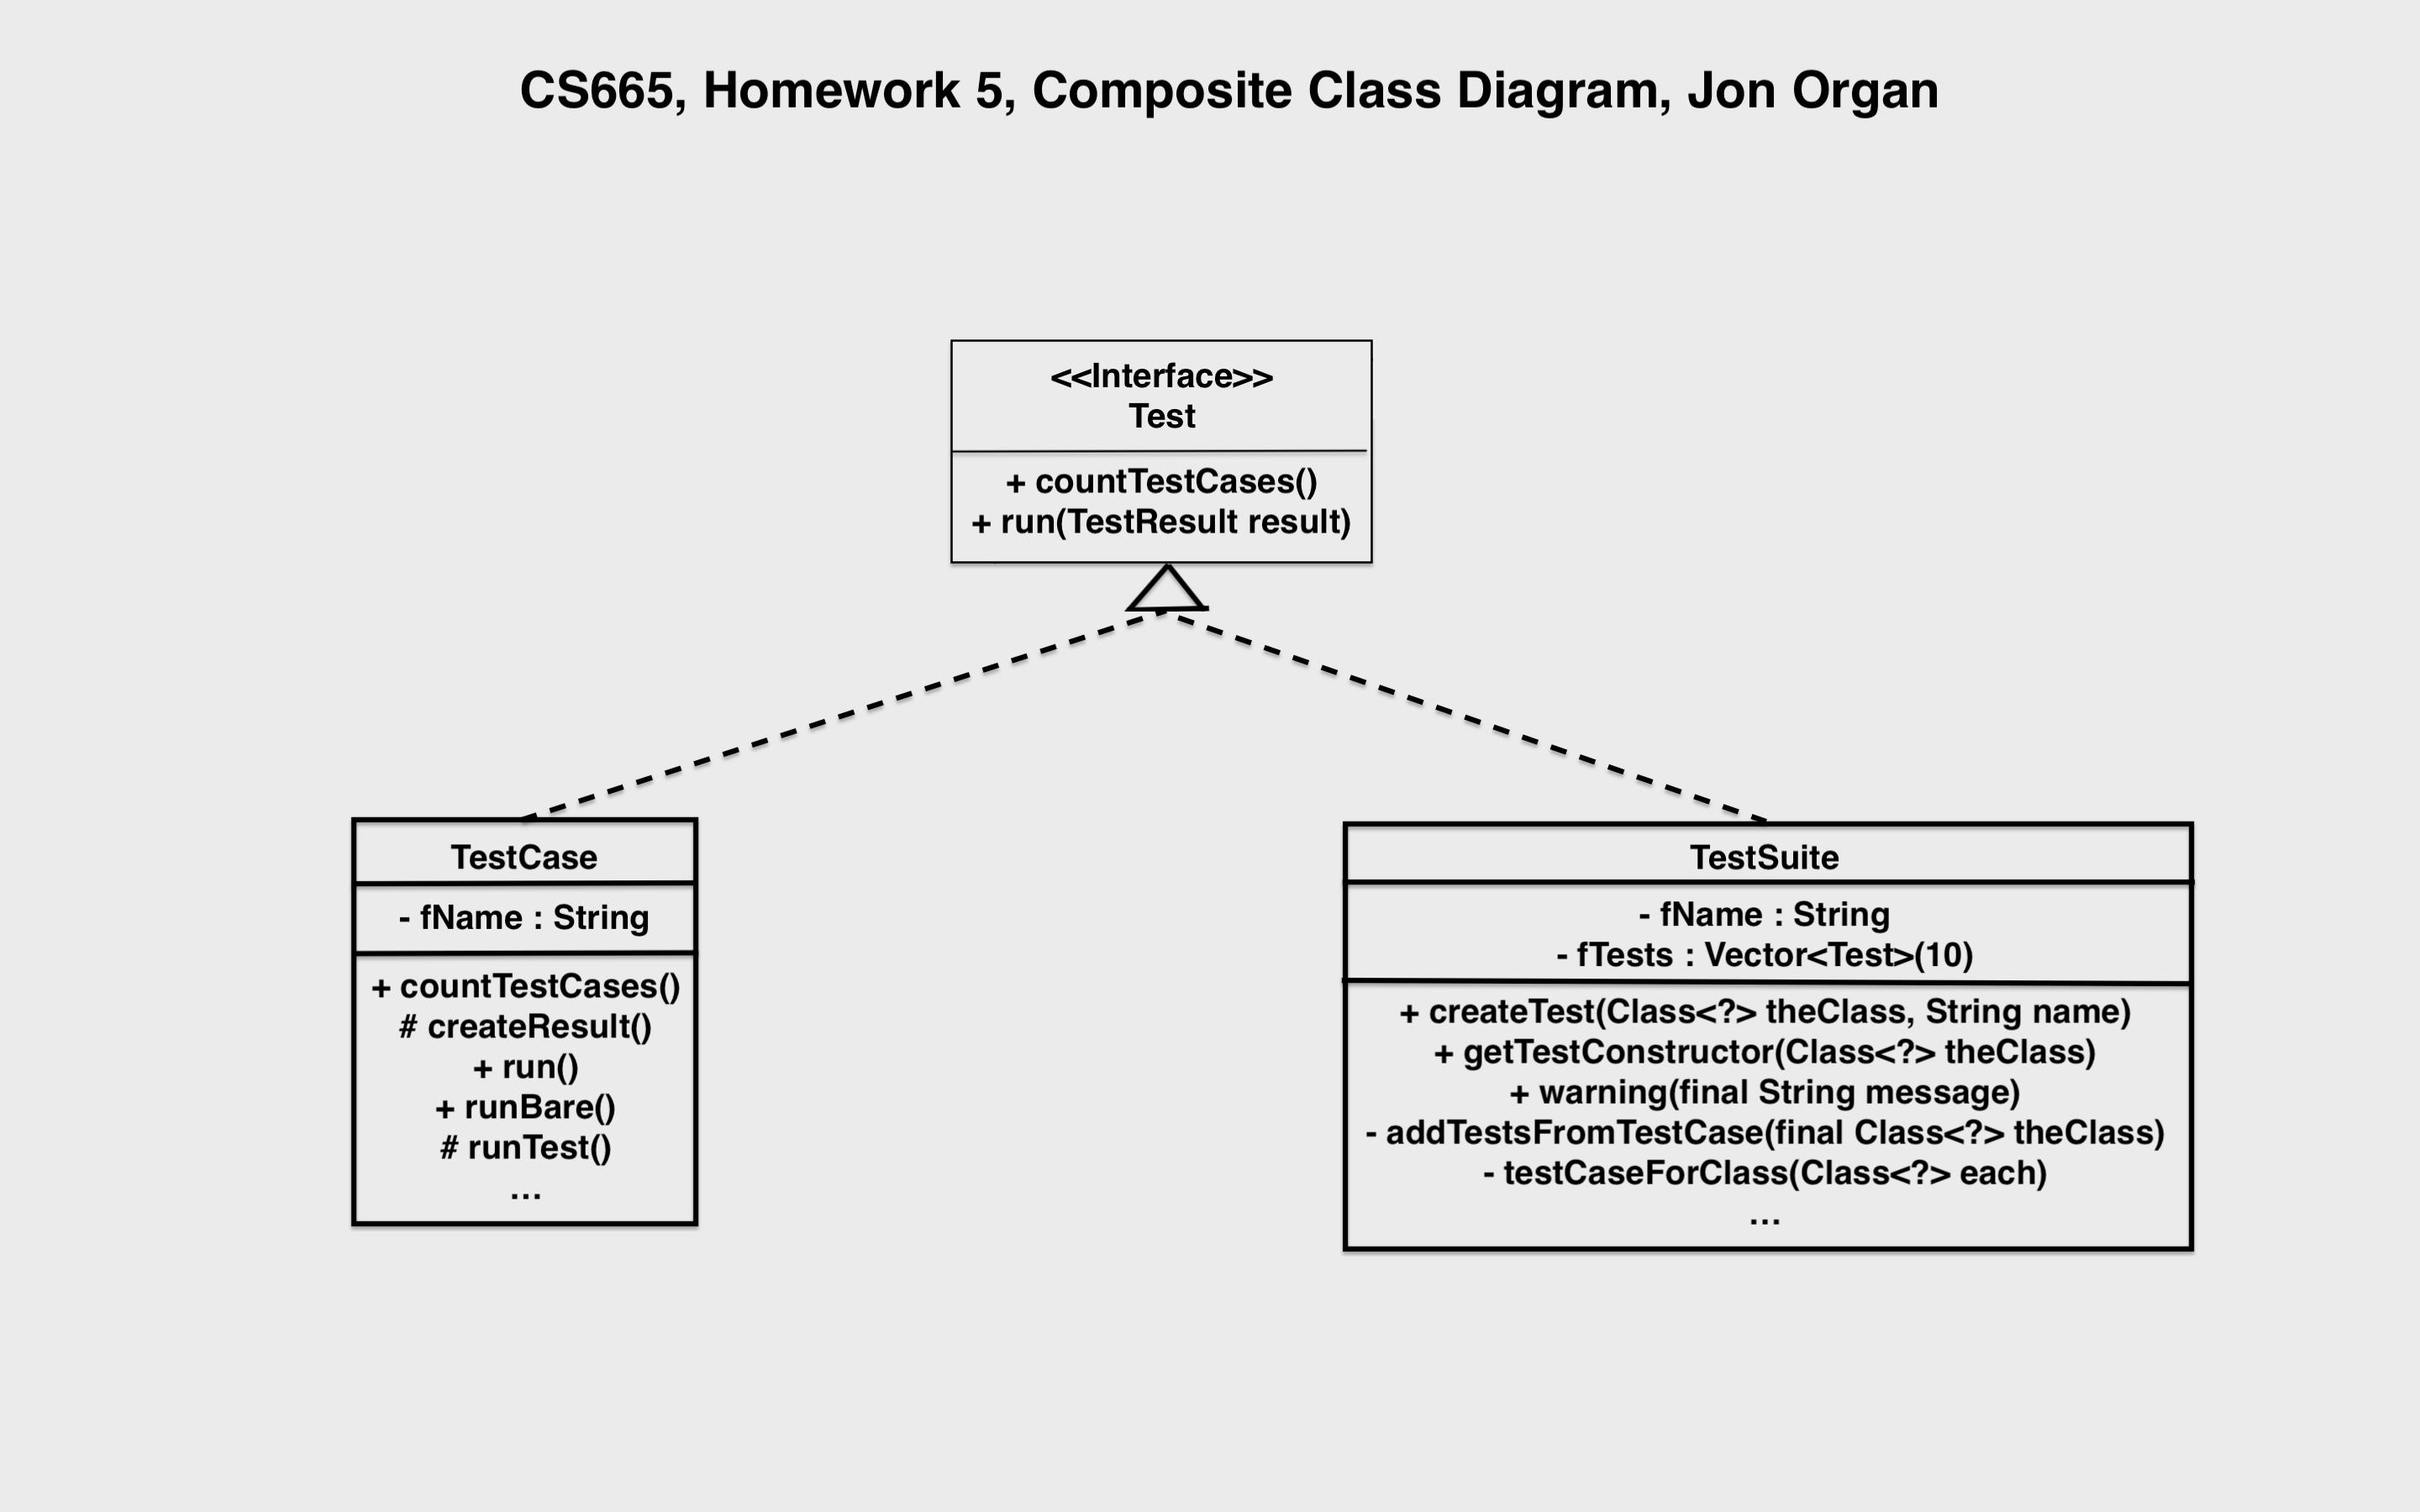 CS665, Homework 5, Composite Class Diagram, Jon Organ
<<Interface>>
Test
+ countTestCases()
+ run(TestResult result)
TestCase
- fName : String
+ countTestCases()
# createResult()
+ run()
+ runBare()
# runTest()
...
TestSuite
- fName : String
- fTests : Vector<Test>(10)
+ createTest(Class<?> theClass, String name)
+ getTestConstructor(Class<?> theClass)
+ warning(final String message)
- addTestsFromTestCase(final Class<?> theClass)
- testCaseForClass(Class<?> each)
...